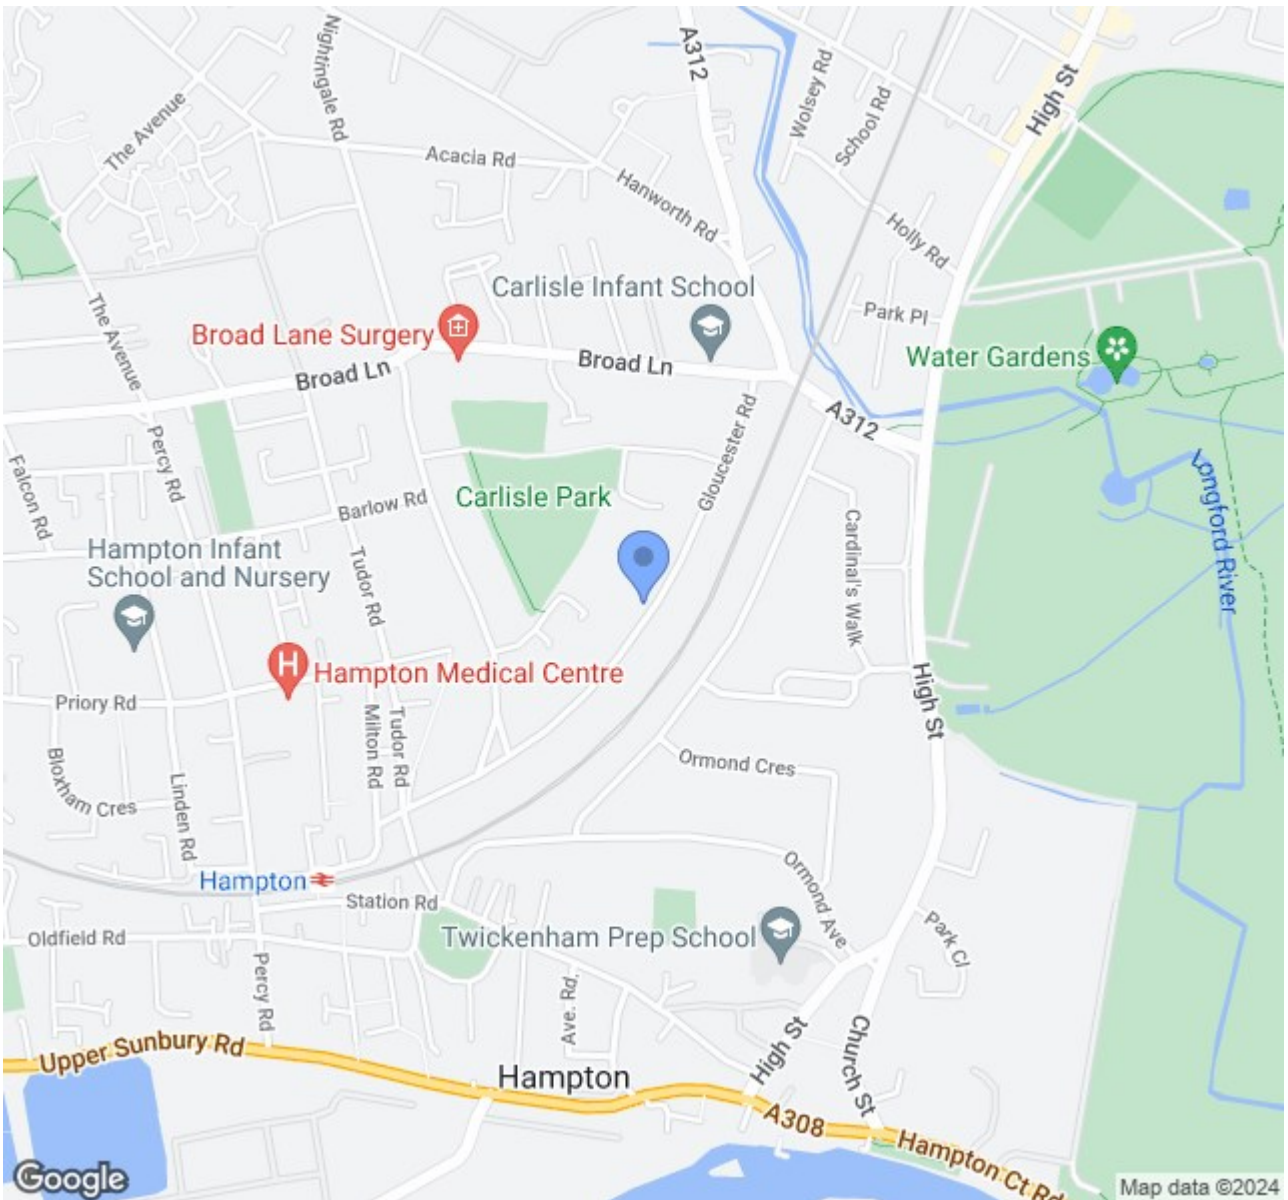 Nightingale Rd
A312
High St
Wolsey Rd
School Rd
The Avenue
Acacia Rd
Hanworth Rd
Holly Rd
Carlisle Infant School
The Avenue
Broad Lane Surgery
Park Pl
Water Gardens
Broad Ln
Broad Ln
A312
Percy Rd
Falcon Rd
Gloucester Rd
Barlow Rd
Carlisle Park
Longford River
Cardinal's Walk
Hampton Infant
School and Nursery
Tudor Rd
Hampton Medical Centre
Priory Rd
Milton Rd
Tudor Rd
High St
Bloxham Cres
Linden Rd
Ormond Cres
Hampton
Station Rd
Ormond Ave
Oldfield Rd
Twickenham Prep School
Park Cl
Percy Rd
Ave. Rd.
Upper Sunbury Rd
Hampton
High St
Church St
A308
Hampton Ct Rd
Google
Map data ©2024
H